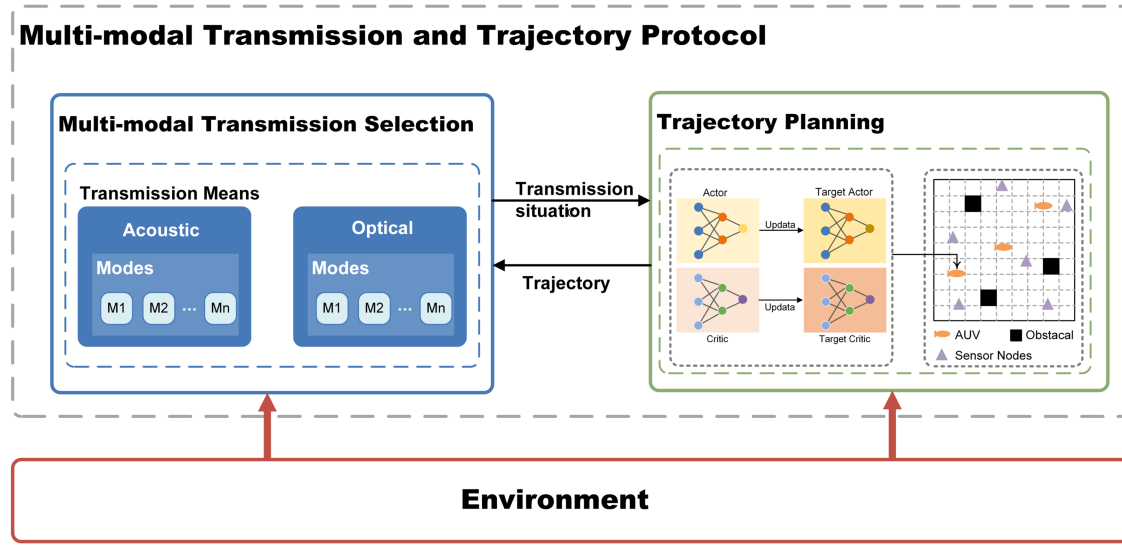 Multi-modal Transmission and Trajectory Protocol
Multi-modal Transmission Selection
Transmission Means
Acoustic
Modes
M1 M2 ... Mn
Optical
Modes
M1 M2 ... Mn
Transmission
situation
Trajectory
Trajectory Planning
Actor
Target Actor
Updata
Updata
Critic
Target Critic
AUV
Obstacal
Sensor Nodes
Environment